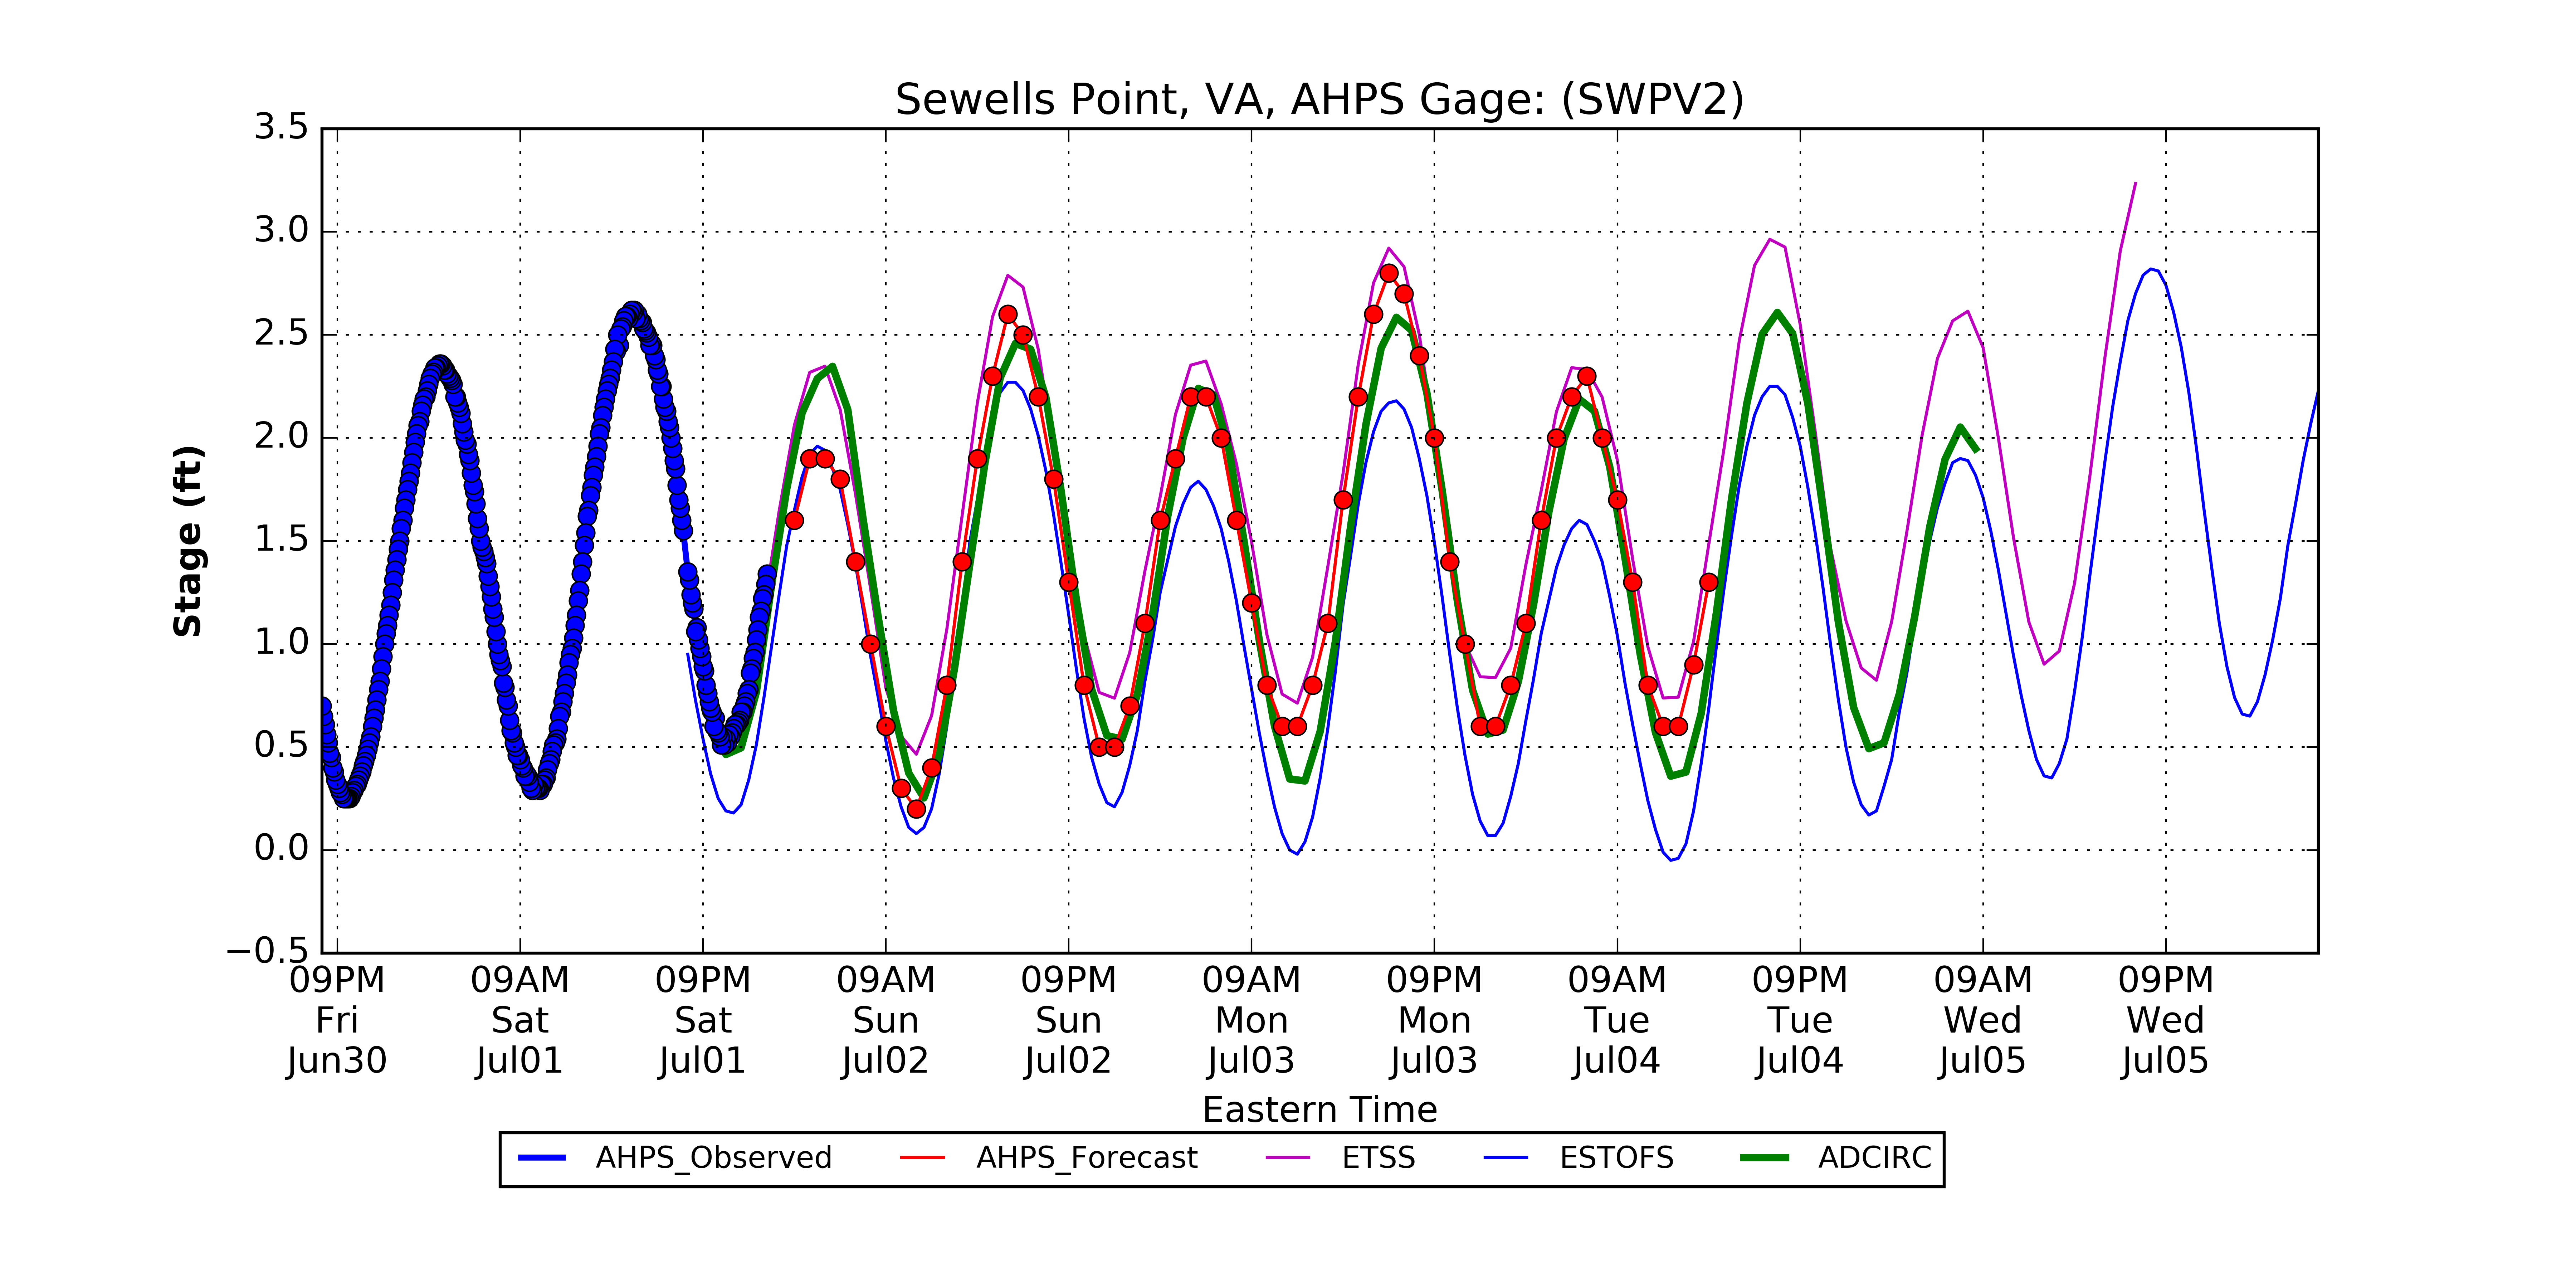 Sewells Point, VA, AHPS Gage: (SWPV2)
3.5
3.0
2.5
2.0
1.5
1.0
0.5
0.0
−0.5
Stage (ft)
09PM 09AM 09PM 09AM 09PM 09AM 09PM 09AM 09PM 09AM 09PM
Fri Sat Sat Sun Sun Mon Mon Tue Tue Wed Wed
Jun30 Jul01 Jul01 Jul02 Jul02 Jul03 Jul03 Jul04 Jul04 Jul05 Jul05
Eastern Time
AHPS_Observed AHPS_Forecast ETSS ESTOFS ADCIRC